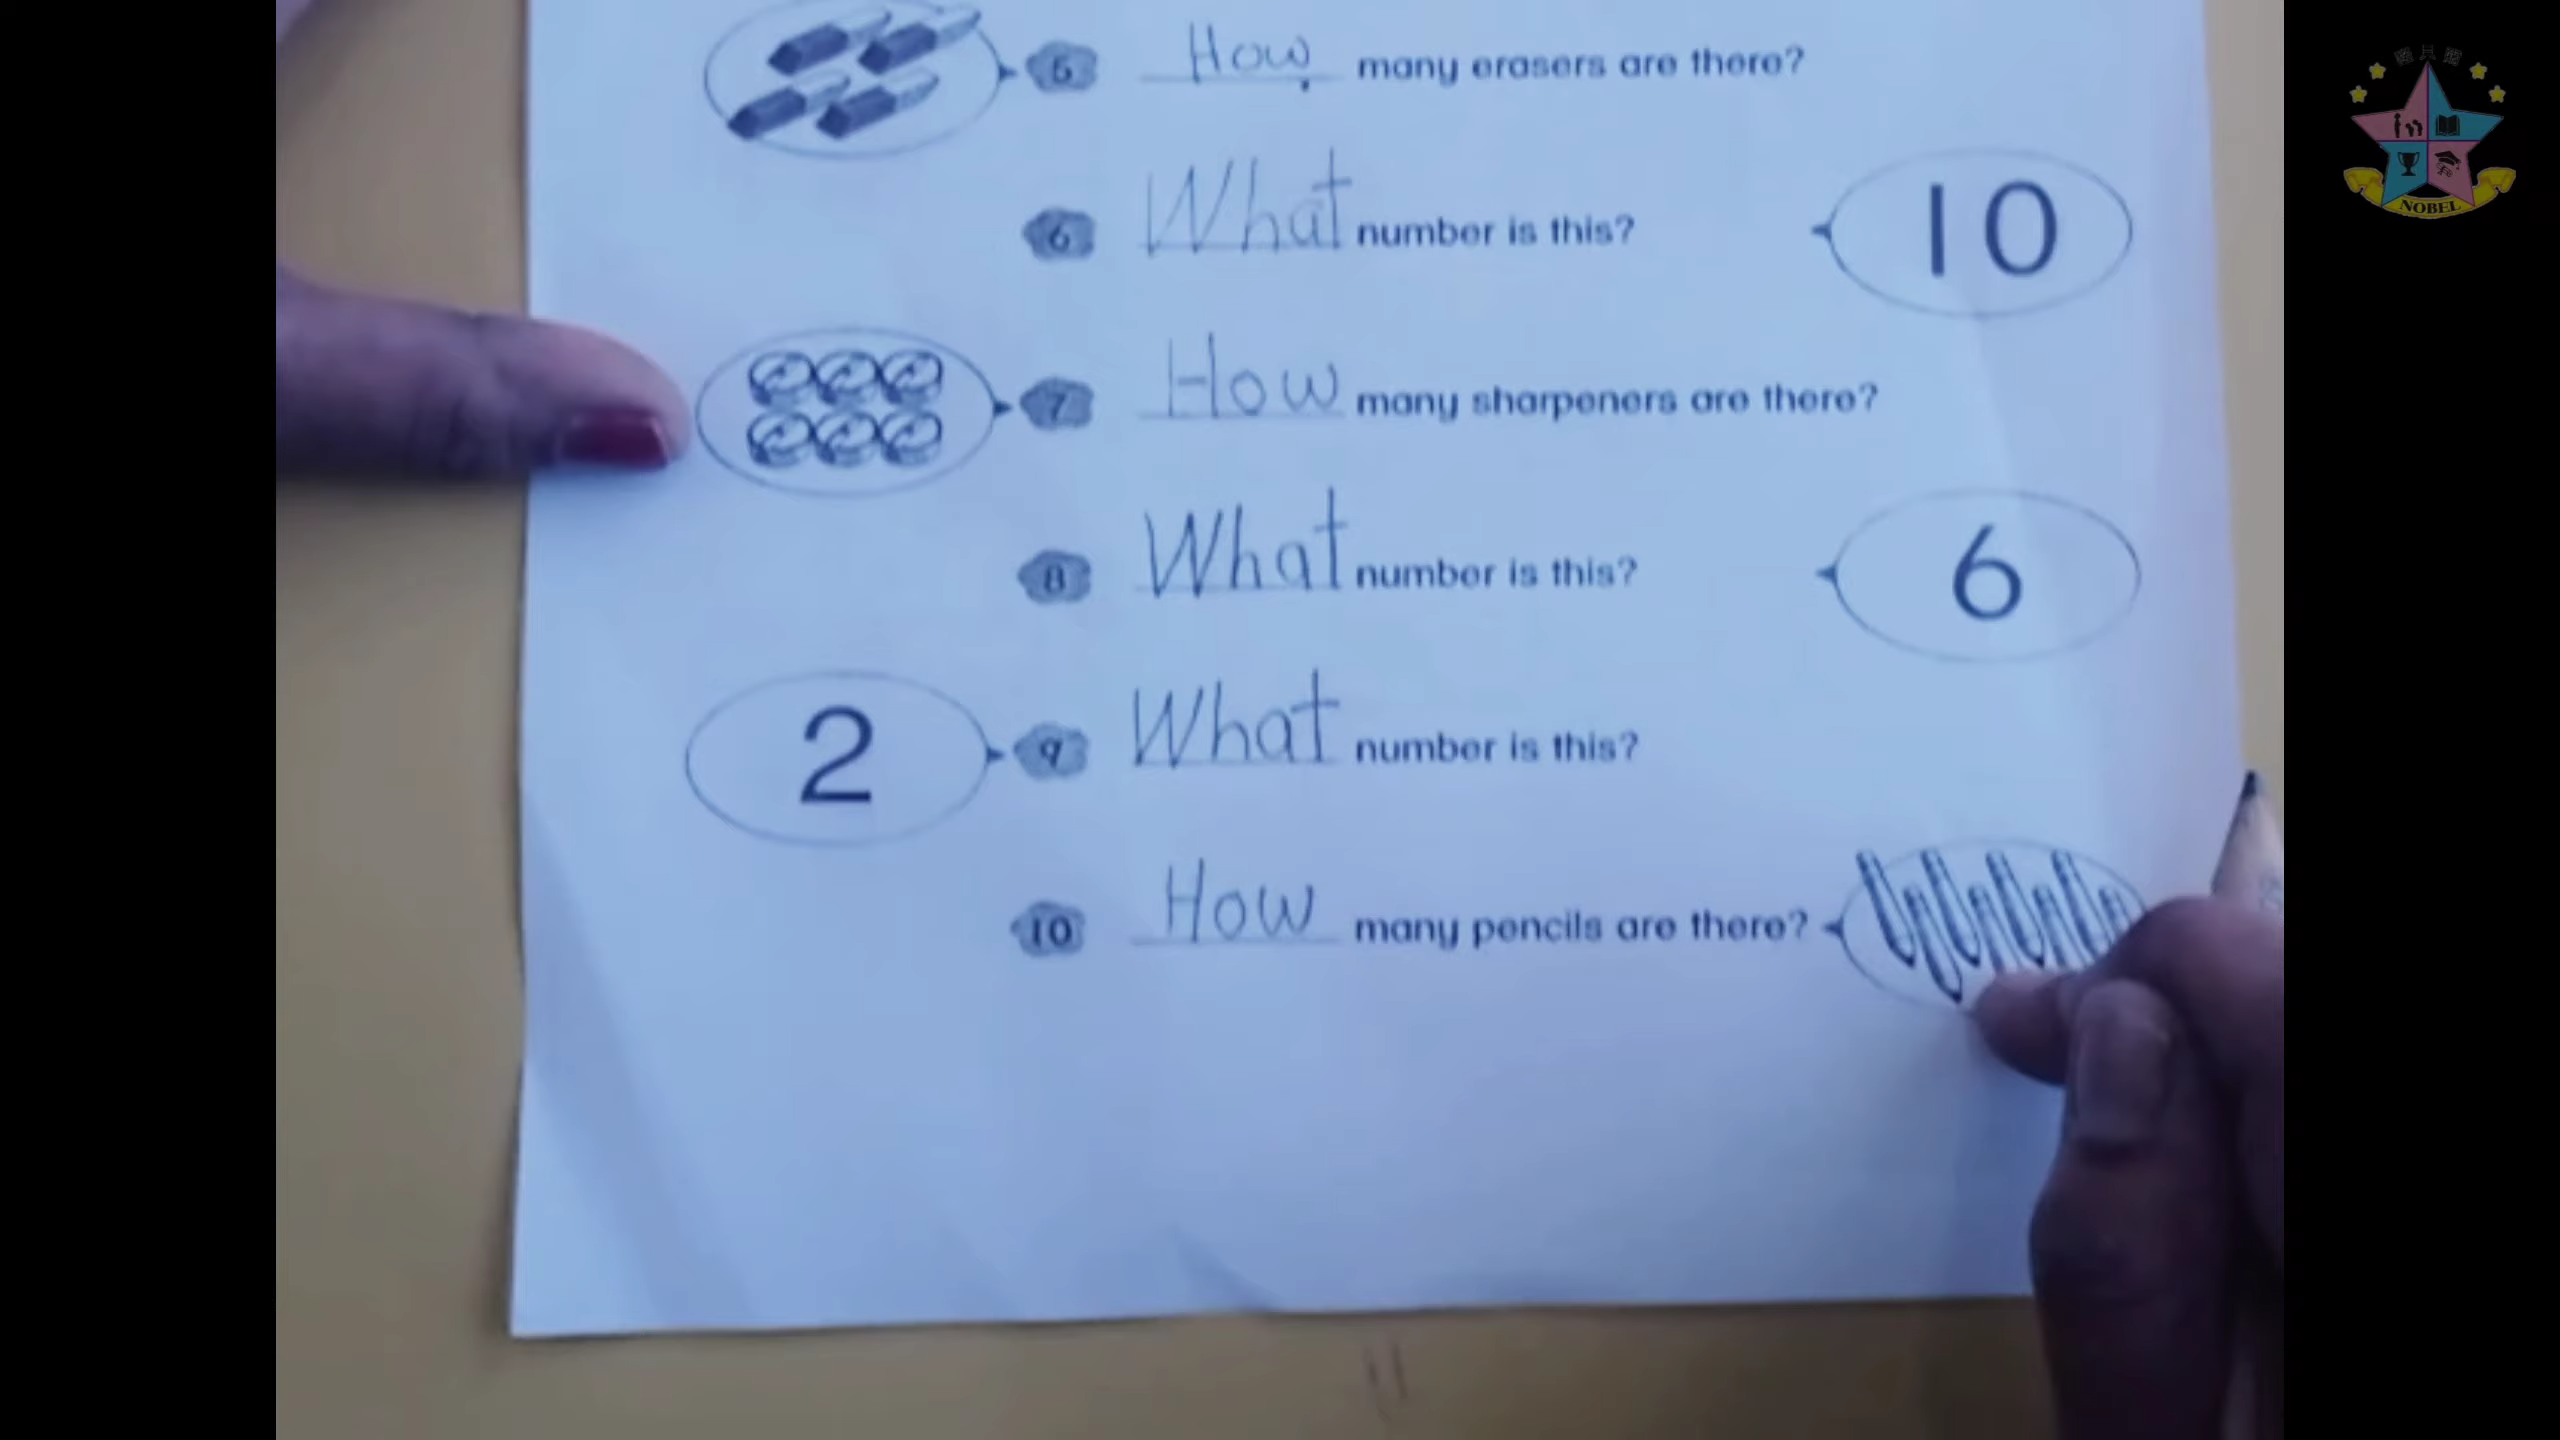 5 How many erasers are there?
6 What number is this? 10
7 How many sharpeners are there?
8 What number is this? 6
2 9 What number is this?
10 How many pencils are there?
NOBEL